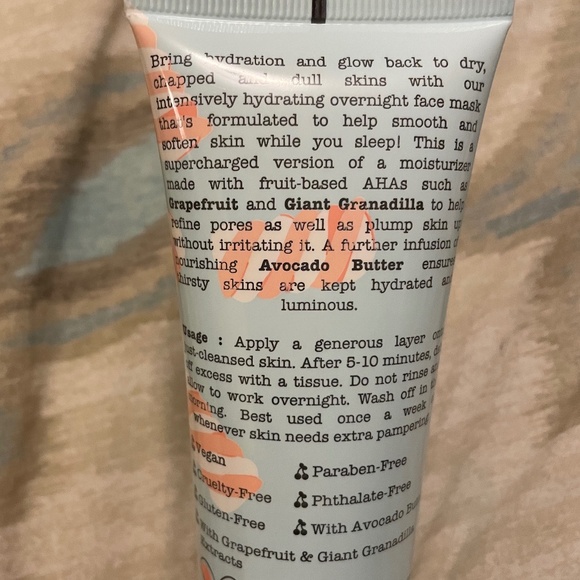 Bring hydration and glow back to dry,
chapped and dull skins with our
intensively hydrating overnight face mask
that's formulated to help smooth and
soften skin while you sleep! This is a
supercharged version of a moisturizer
made with fruit-based AHAs such as
Grapefruit and Giant Granadilla to help
refine pores as well as plump skin up
without irritating it. A further infusion of
nourishing Avocado Butter ensures
thirsty skins are kept hydrated and
luminous.
Usage : Apply a generous layer onto
just-cleansed skin. After 5-10 minutes,
off excess with a tissue. Do not rinse
allow to work overnight. Wash off in
morning. Best used once a week
whenever skin needs extra pampering
Vegan
Cruelty-Free
Gluten-Free
Paraben-Free
Phthalate-Free
With Avocado
With Grapefruit & Giant Granadilla
Extracts